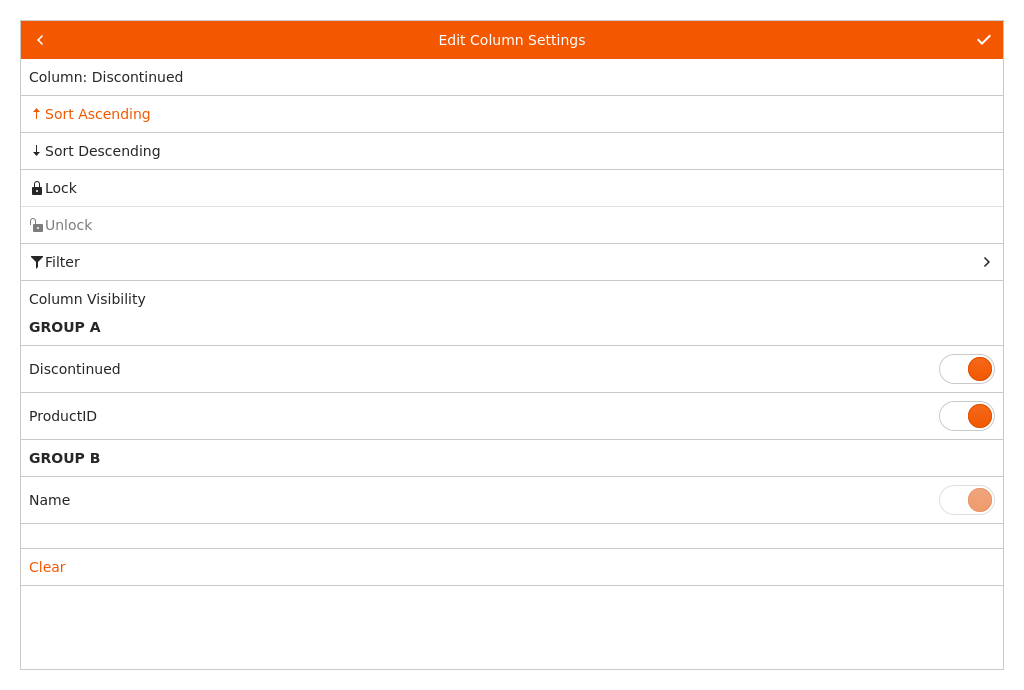 Edit Column Settings
Column: Discontinued
Sort Ascending
Sort Descending
Lock
Unlock
Filter
Column Visibility
GROUP A
Discontinued
ProductID
GROUP B
Name
Clear